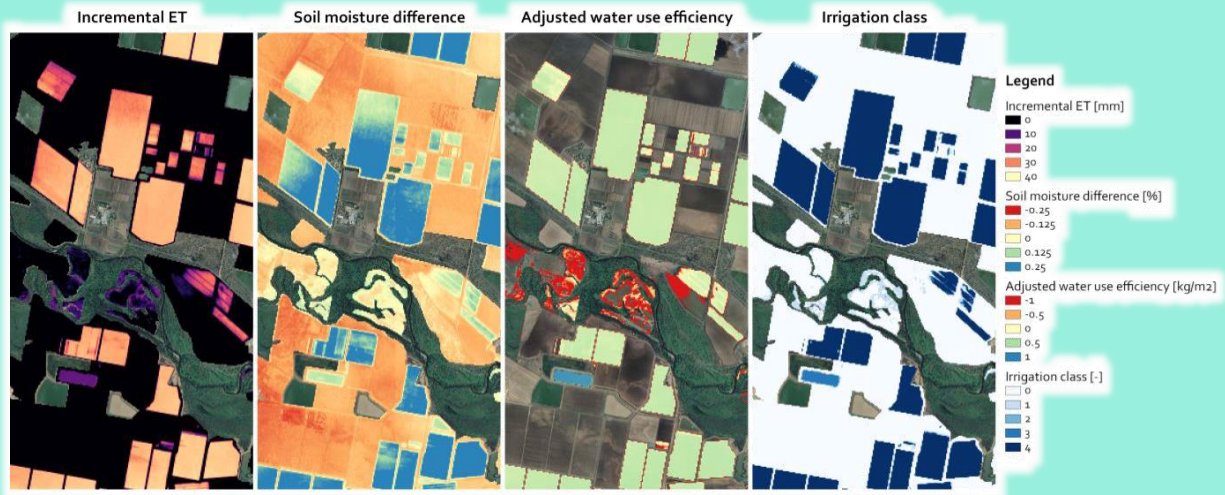 Incremental ET
Soil moisture difference
Adjusted water use efficiency
Irrigation class
Legend
Incremental ET [mm]
0
10
20
30
40
Soil moisture difference [%]
-0.25
-0.125
0
0.125
0.25
Adjusted water use efficiency [kg/m2]
-1
-0.5
0
0.5
1
Irrigation class [-]
0
1
2
3
4